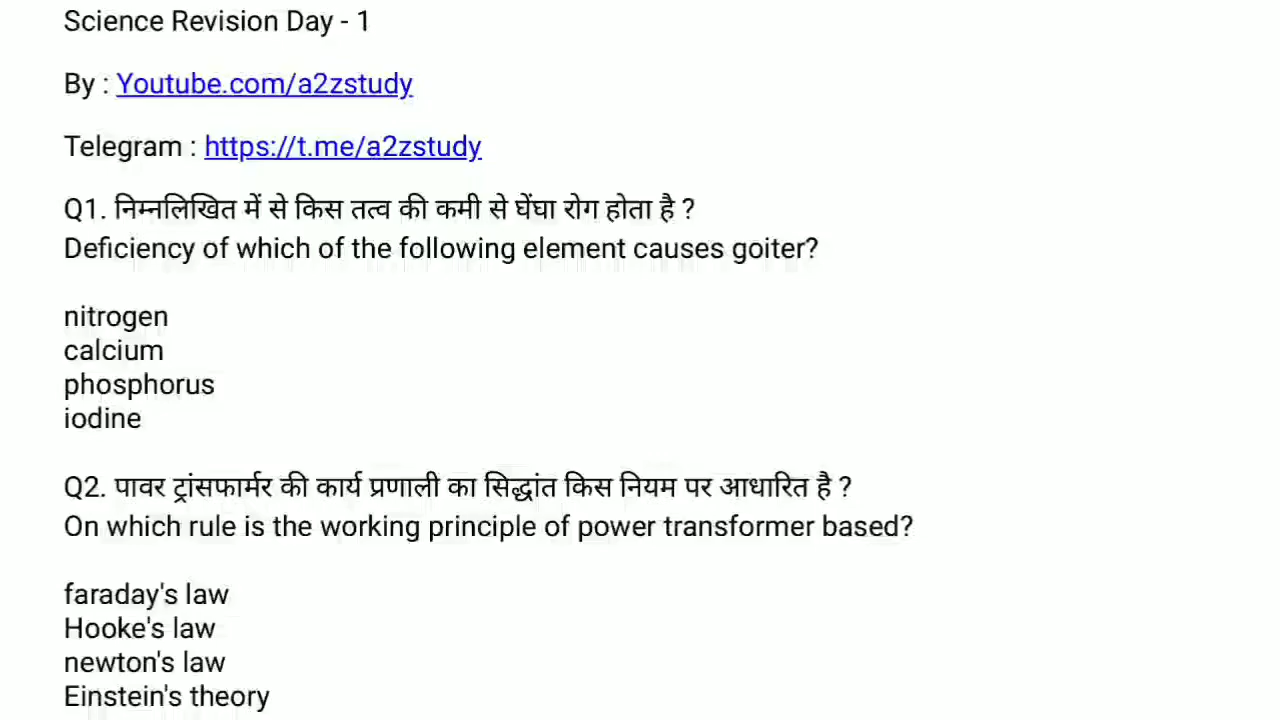 Science Revision Day - 1
By : Youtube.com/a2zstudy
Telegram : https://t.me/a2zstudy
Q1. निम्नलिखित में से किस तत्व की कमी से घेंघा रोग होता है ?
Deficiency of which of the following element causes goiter?
nitrogen
calcium
phosphorus
iodine
Q2. पावर ट्रांसफार्मर की कार्य प्रणाली का सिद्धांत किस नियम पर आधारित है ?
On which rule is the working principle of power transformer based?
faraday's law
Hooke's law
newton's law
Einstein's theory